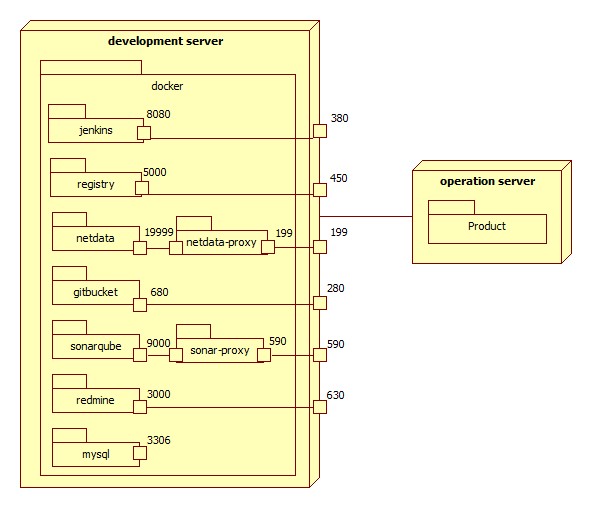 development server
docker
8080
380
jenkins
5000
450
registry
operation server
Product
19999
199
199
netdata
netdata-proxy
680
280
gitbucket
9000
590
590
sonarqube
sonar-proxy
3000
630
redmine
3306
mysql